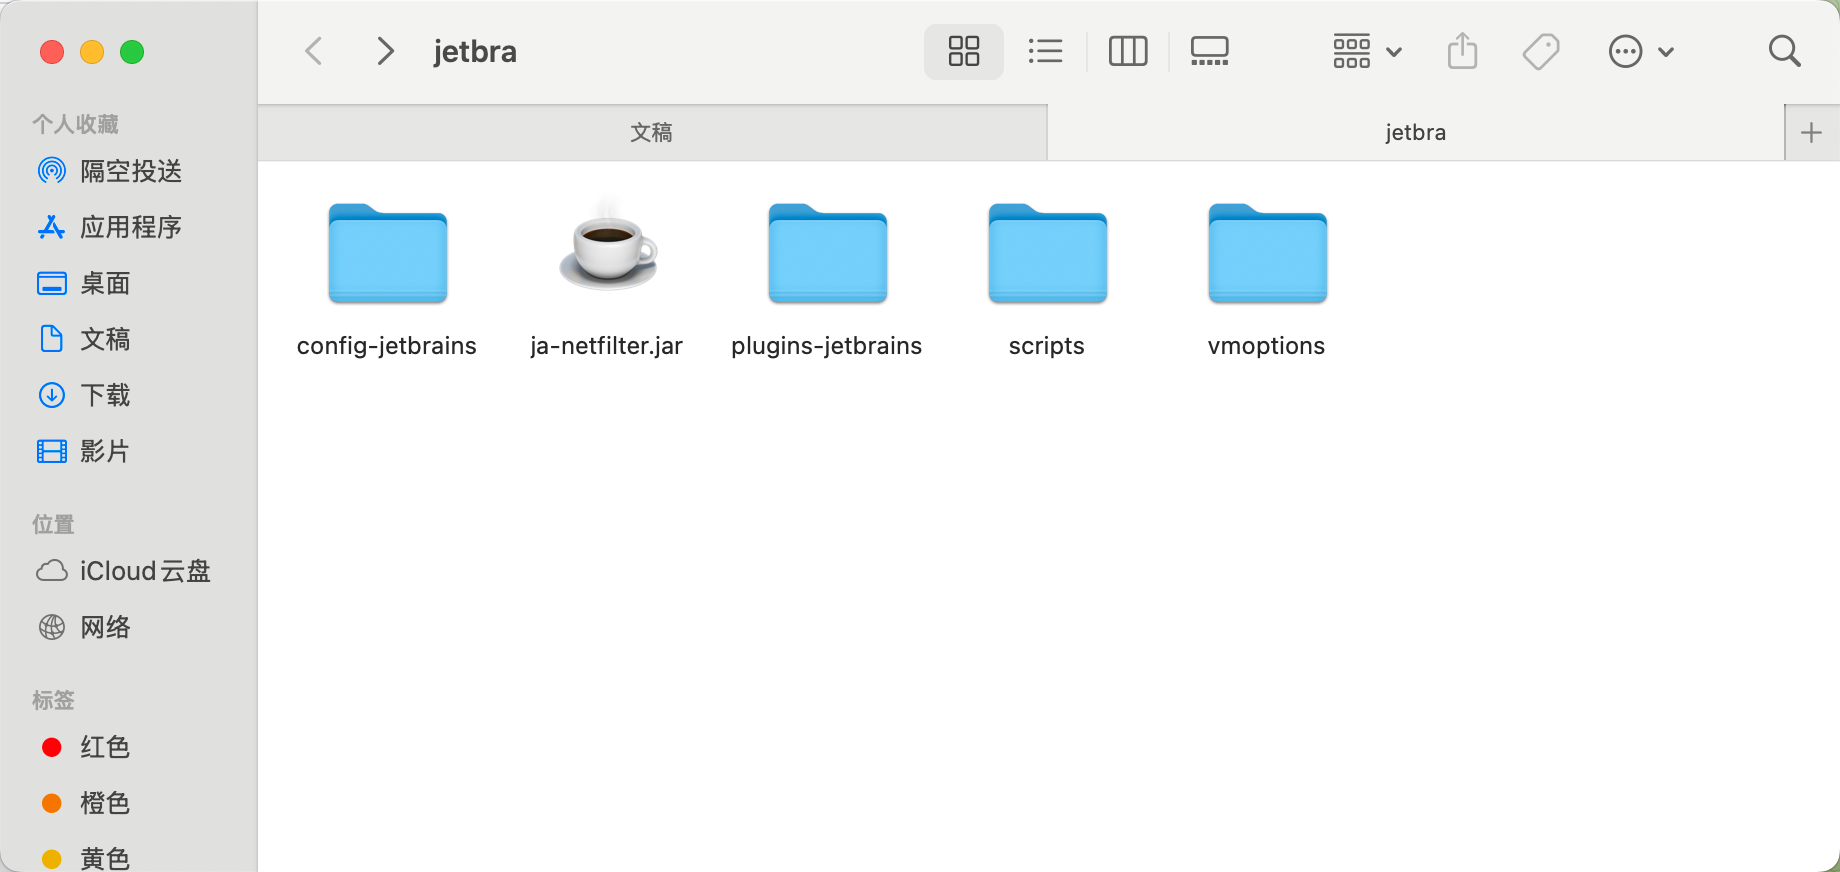 jetbra
文稿
jetbra
个人收藏
隔空投送
应用程序
桌面
文稿
下载
影片
位置
iCloud云盘
网络
标签
红色
橙色
黄色
config-jetbrains
ja-netfilter.jar
plugins-jetbrains
scripts
vmoptions